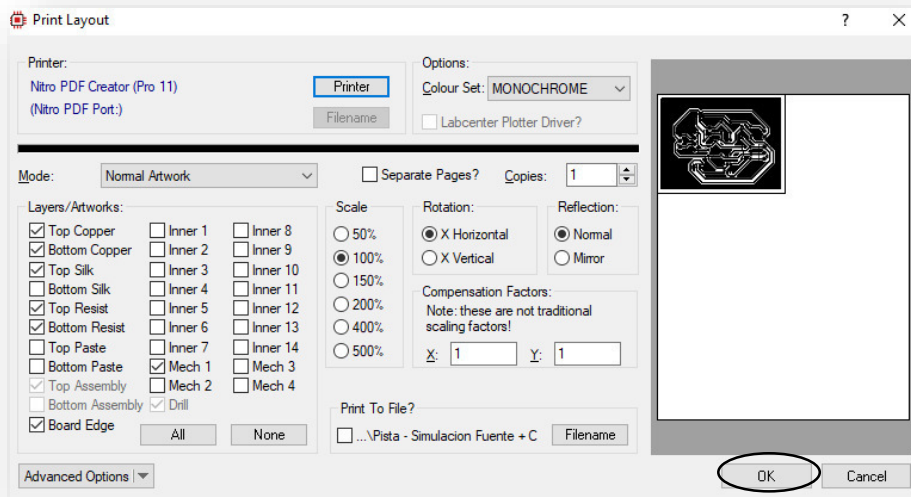 Print Layout
? X
Printer:
Nitro PDF Creator (Pro 11)
(Nitro PDF Port:)
Printer
Filename
Options:
Colour Set: MONOCHROME
Labcenter Plotter Driver?
Mode: Normal Artwork
Separate Pages? Copies: 1
Layers/Artworks:
Top Copper Inner 1 Inner 8
Bottom Copper Inner 2 Inner 9
Top Silk Inner 3 Inner 10
Bottom Silk Inner 4 Inner 11
Top Resist Inner 5 Inner 12
Bottom Resist Inner 6 Inner 13
Top Paste Inner 7 Inner 14
Bottom Paste Mech 1 Mech 3
Top Assembly Mech 2 Mech 4
Bottom Assembly Drill
Board Edge All None
Scale
50%
100%
150%
200%
400%
500%
Rotation:
X Horizontal
X Vertical
Reflection:
Normal
Mirror
Compensation Factors:
Note: these are not traditional
scaling factors!
X: 1 Y: 1
Print To File?
...\Pista - Simulacion Fuente + C Filename
Advanced Options
OK Cancel